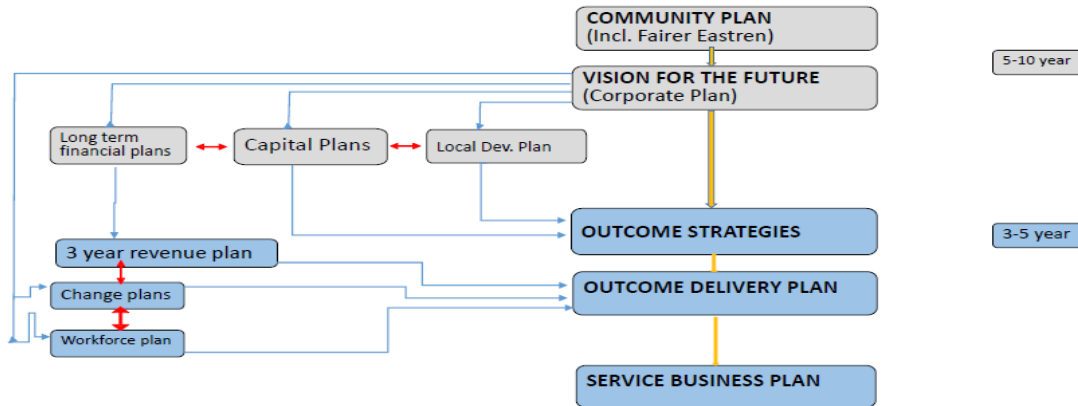 COMMUNITY PLAN
(Incl. Fairer Eastren)
5-10 year
VISION FOR THE FUTURE
(Corporate Plan)
Long term
financial plans
Capital Plans
Local Dev. Plan
OUTCOME STRATEGIES
3-5 year
3 year revenue plan
Change plans
OUTCOME DELIVERY PLAN
Workforce plan
SERVICE BUSINESS PLAN